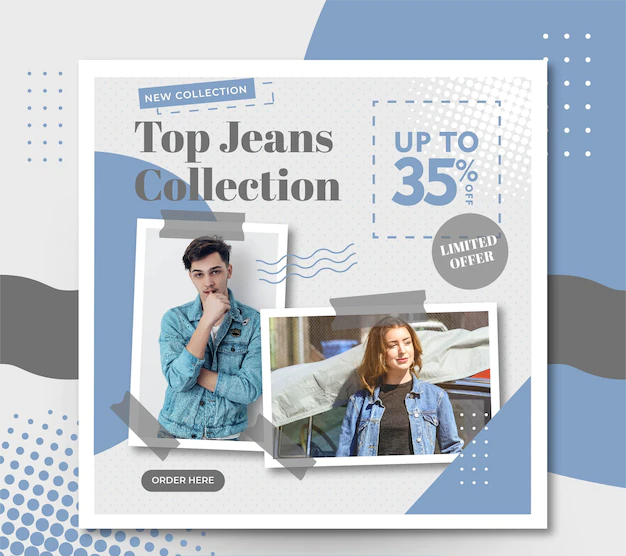 NEW COLLECTION
Top Jeans
Collection
UP TO
35% OFF
LIMITED
OFFER
ORDER HERE